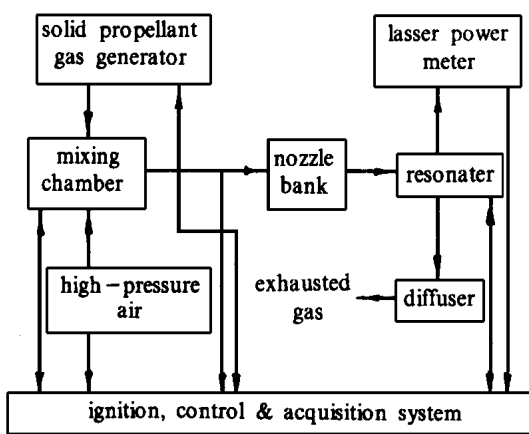 solid propellant
gas generator
lasser power
meter
mixing
chamber
nozzle
bank
resonater
high-pressure
air
exhausted
gas
diffuser
ignition, control & acquisition system